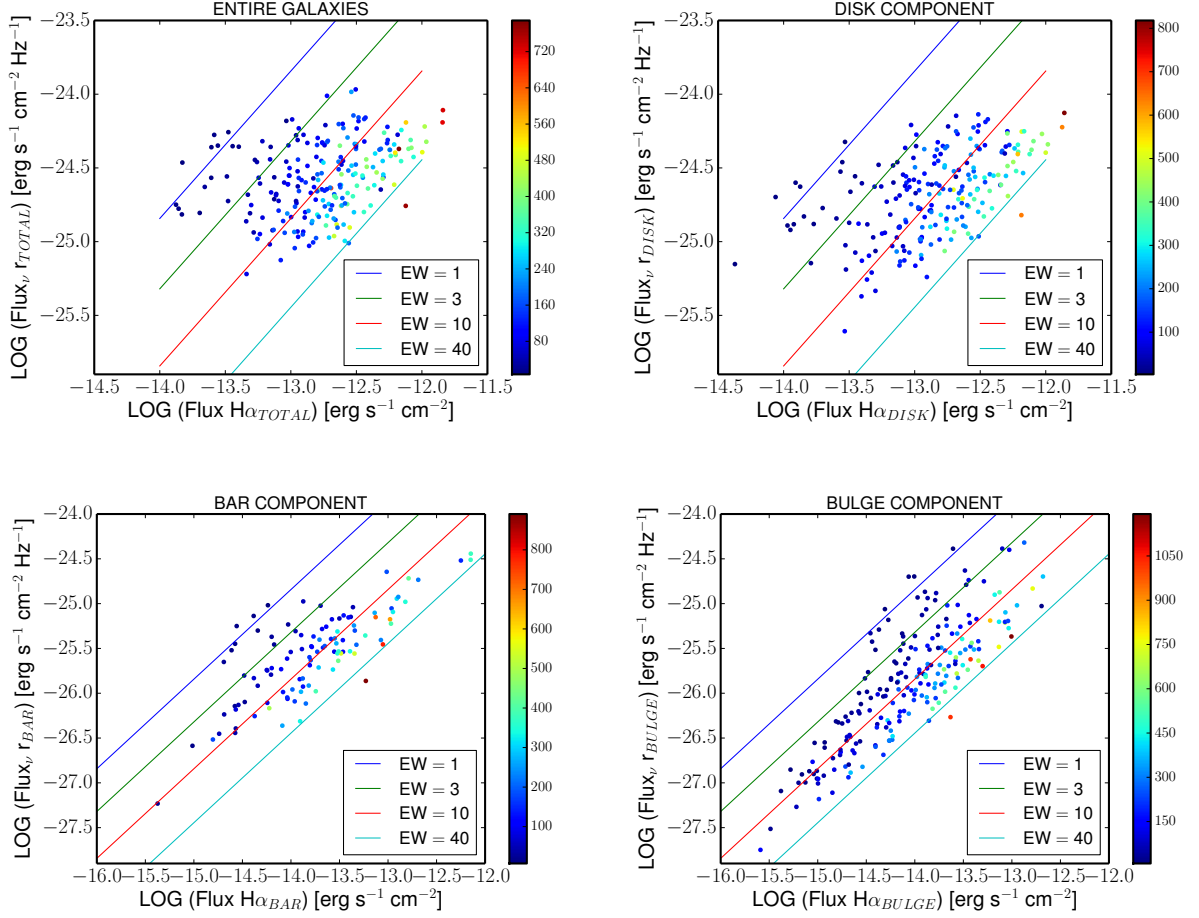 ENTIRE GALAXIES
−23.5
−24.0
−24.5
−25.0
−25.5
LOG (Flux_ν r_TOTAL) [erg s⁻¹ cm⁻² Hz⁻¹]
−14.5 −14.0 −13.5 −13.0 −12.5 −12.0 −11.5
LOG (Flux Hα_TOTAL) [erg s⁻¹ cm⁻²]
EW = 1
EW = 3
EW = 10
EW = 40
720
640
560
480
400
320
240
160
80
DISK COMPONENT
−23.5
−24.0
−24.5
−25.0
−25.5
LOG (Flux_ν r_DISK) [erg s⁻¹ cm⁻² Hz⁻¹]
−14.5 −14.0 −13.5 −13.0 −12.5 −12.0 −11.5
LOG (Flux Hα_DISK) [erg s⁻¹ cm⁻²]
EW = 1
EW = 3
EW = 10
EW = 40
800
700
600
500
400
300
200
100
BAR COMPONENT
−24.0
−24.5
−25.0
−25.5
−26.0
−26.5
−27.0
−27.5
LOG (Flux_ν r_BAR) [erg s⁻¹ cm⁻² Hz⁻¹]
−16.0 −15.5 −15.0 −14.5 −14.0 −13.5 −13.0 −12.5 −12.0
LOG (Flux Hα_BAR) [erg s⁻¹ cm⁻²]
EW = 1
EW = 3
EW = 10
EW = 40
800
700
600
500
400
300
200
100
BULGE COMPONENT
−24.0
−24.5
−25.0
−25.5
−26.0
−26.5
−27.0
−27.5
LOG (Flux_ν r_BULGE) [erg s⁻¹ cm⁻² Hz⁻¹]
−16.0 −15.5 −15.0 −14.5 −14.0 −13.5 −13.0 −12.5 −12.0
LOG (Flux Hα_BULGE) [erg s⁻¹ cm⁻²]
EW = 1
EW = 3
EW = 10
EW = 40
1050
900
750
600
450
300
150